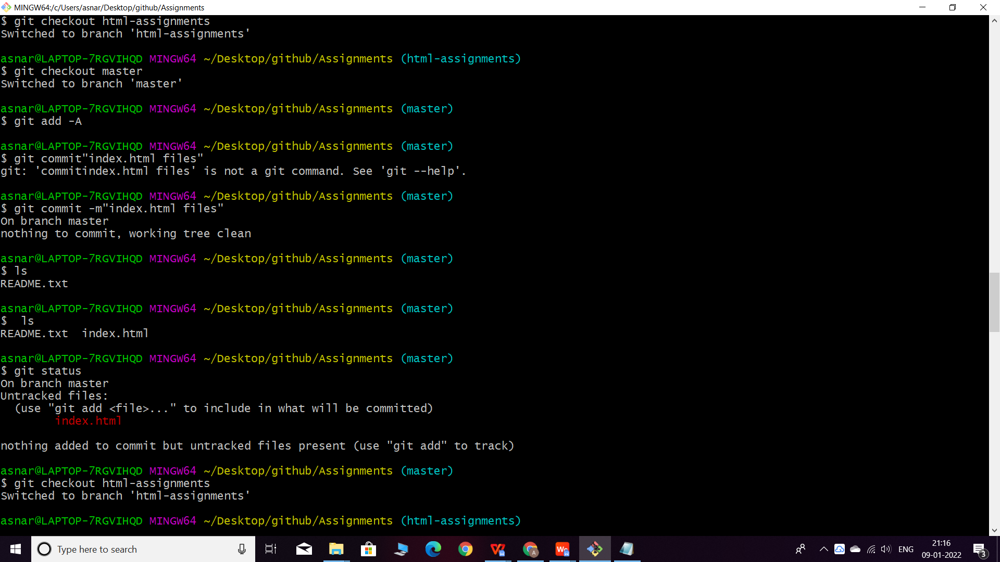 MINGW64:/c/Users/asnar/Desktop/github/Assignments
$ git checkout html-assignments
Switched to branch 'html-assignments'
asnar@LAPTOP-7RGVIHQD MINGW64 ~/Desktop/github/Assignments (html-assignments)
$ git checkout master
Switched to branch 'master'
asnar@LAPTOP-7RGVIHQD MINGW64 ~/Desktop/github/Assignments (master)
$ git add -A
asnar@LAPTOP-7RGVIHQD MINGW64 ~/Desktop/github/Assignments (master)
$ git commit"index.html files"
git: 'commitindex.html files' is not a git command. See 'git --help'.
asnar@LAPTOP-7RGVIHQD MINGW64 ~/Desktop/github/Assignments (master)
$ git commit -m"index.html files"
On branch master
nothing to commit, working tree clean
asnar@LAPTOP-7RGVIHQD MINGW64 ~/Desktop/github/Assignments (master)
$ ls
README.txt
asnar@LAPTOP-7RGVIHQD MINGW64 ~/Desktop/github/Assignments (master)
$  ls
README.txt  index.html
asnar@LAPTOP-7RGVIHQD MINGW64 ~/Desktop/github/Assignments (master)
$ git status
On branch master
Untracked files:
  (use "git add <file>..." to include in what will be committed)
        index.html
nothing added to commit but untracked files present (use "git add" to track)
asnar@LAPTOP-7RGVIHQD MINGW64 ~/Desktop/github/Assignments (master)
$ git checkout html-assignments
Switched to branch 'html-assignments'
asnar@LAPTOP-7RGVIHQD MINGW64 ~/Desktop/github/Assignments (html-assignments)
Type here to search
ENG
21:16
09-01-2022
3